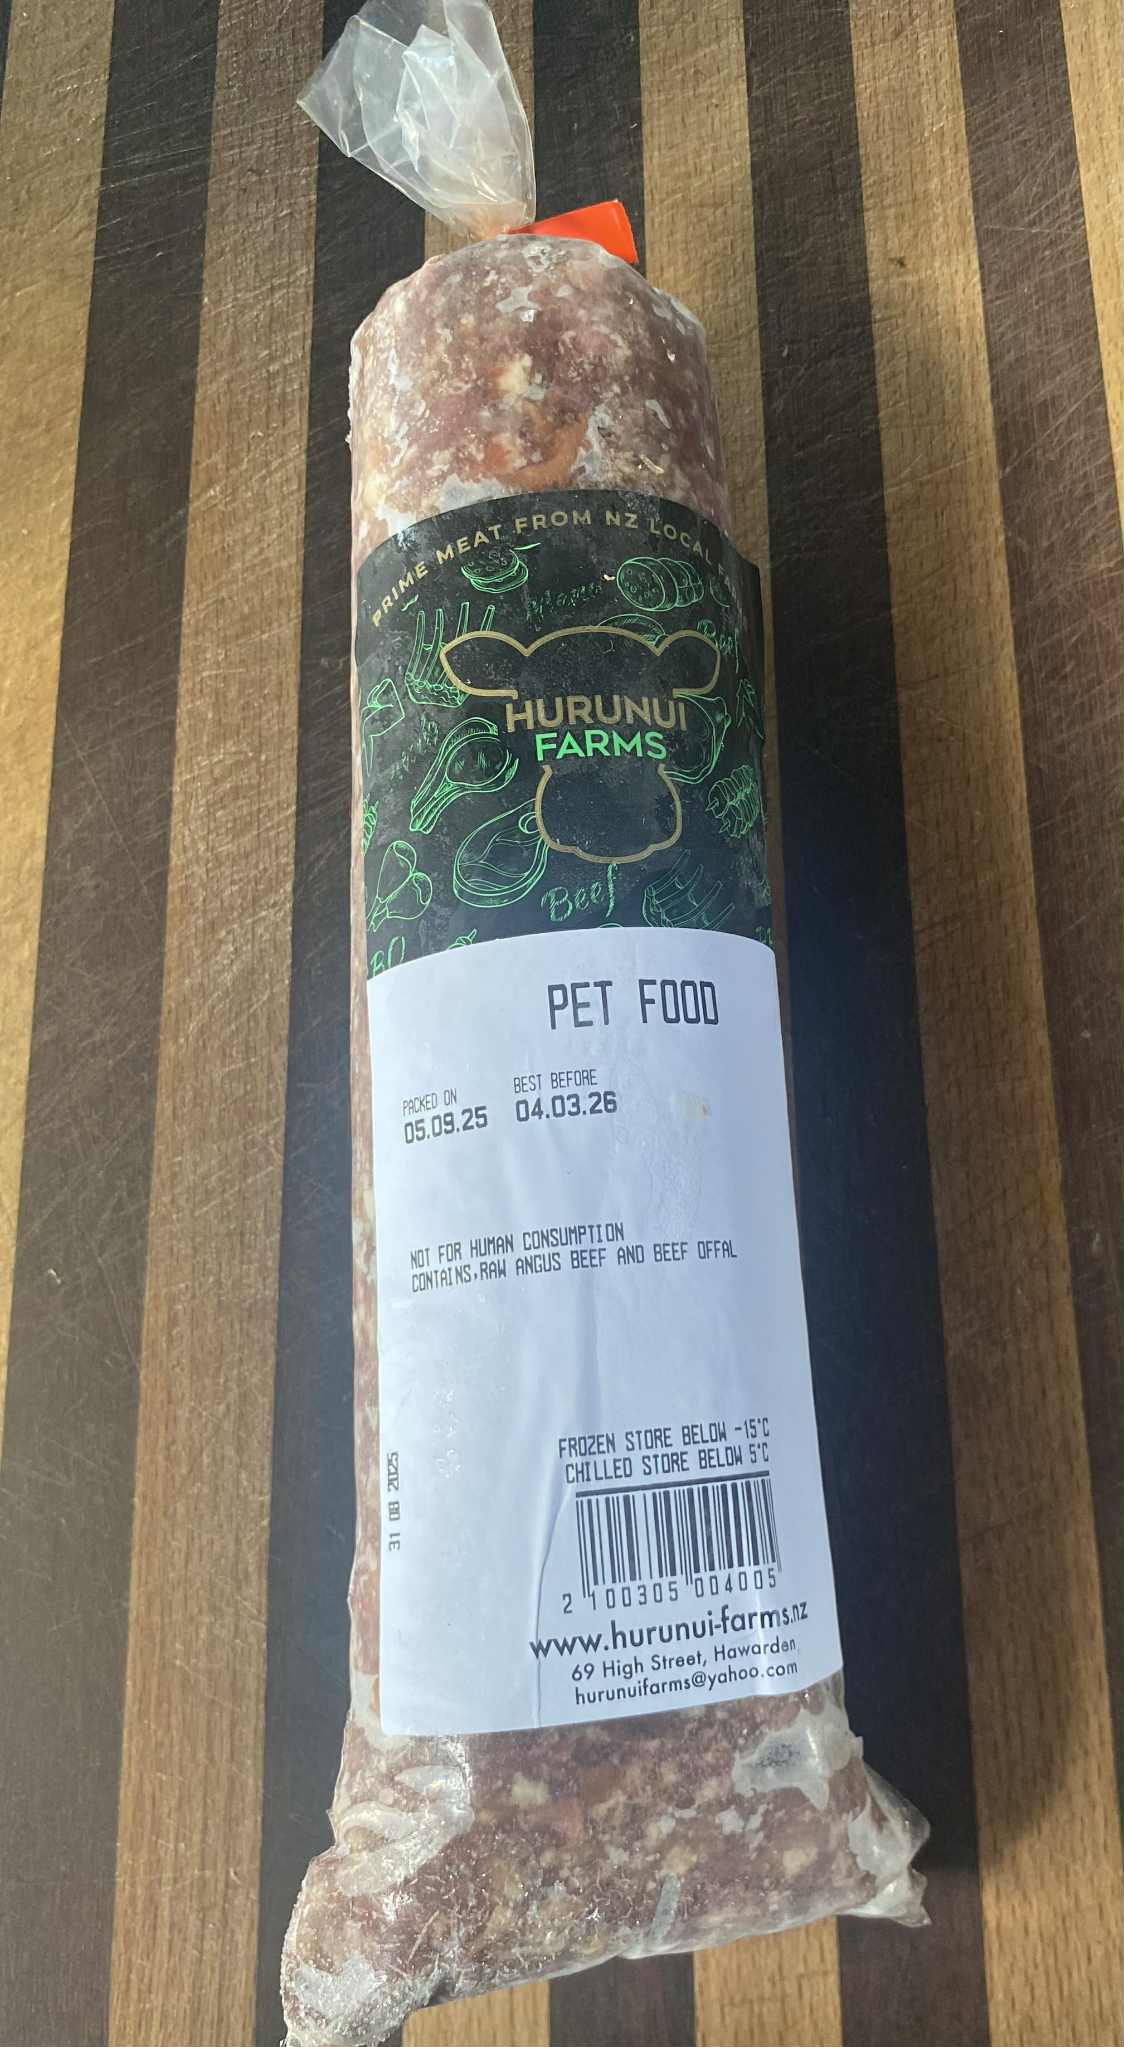 PRIME MEAT FROM NZ LOCAL
Beef
HURUNUI
FARMS
Beef
PET FOOD
PACKED ON
05.09.25
BEST BEFORE
04.03.26
NOT FOR HUMAN CONSUMPTION
CONTAINS,RAW ANGUS BEEF AND BEEF OFFAL
FROZEN STORE BELOW -15°C
CHILLED STORE BELOW 5°C
31 08 2025
2 100305 004005
www.hurunui-farms.nz
69 High Street, Hawarden
hurunuifarms@yahoo.com